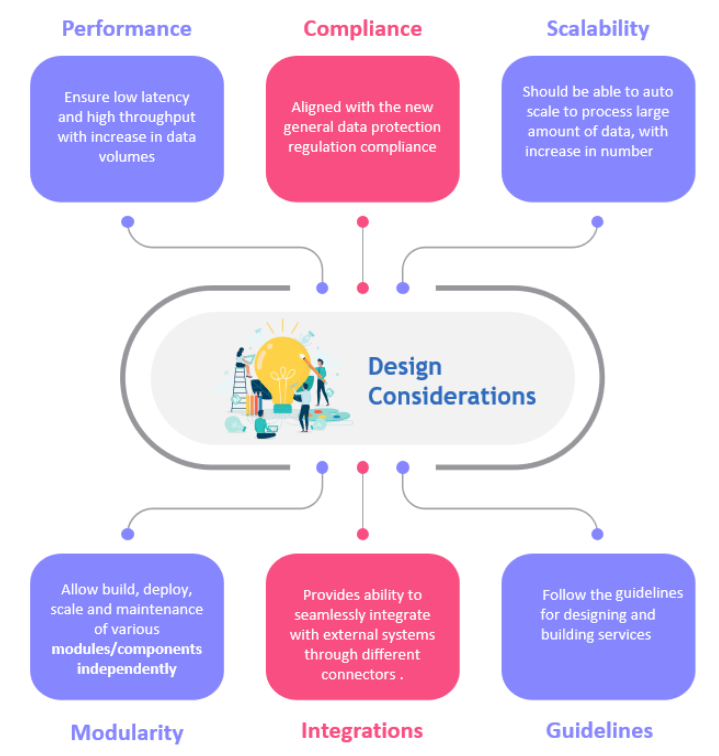 Performance
Ensure low latency
and high throughput
with increase in data
volumes
Compliance
Aligned with the new
general data protection
regulation compliance
Scalability
Should be able to auto
scale to process large
amount of data, with
increase in number
Design
Considerations
Allow build, deploy,
scale and maintenance
of various
modules/components
independently
Modularity
Provides ability to
seamlessly integrate
with external systems
through different
connectors .
Integrations
Follow the guidelines
for designing and
building services
Guidelines